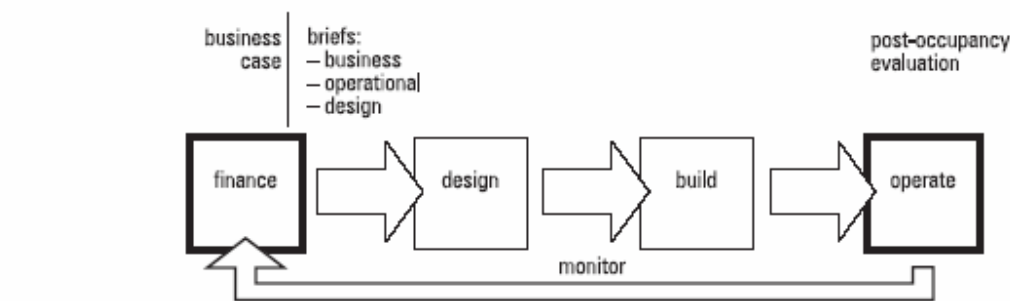 business
case
briefs:
– business
– operational
– design
post-occupancy
evaluation
finance
design
build
operate
monitor